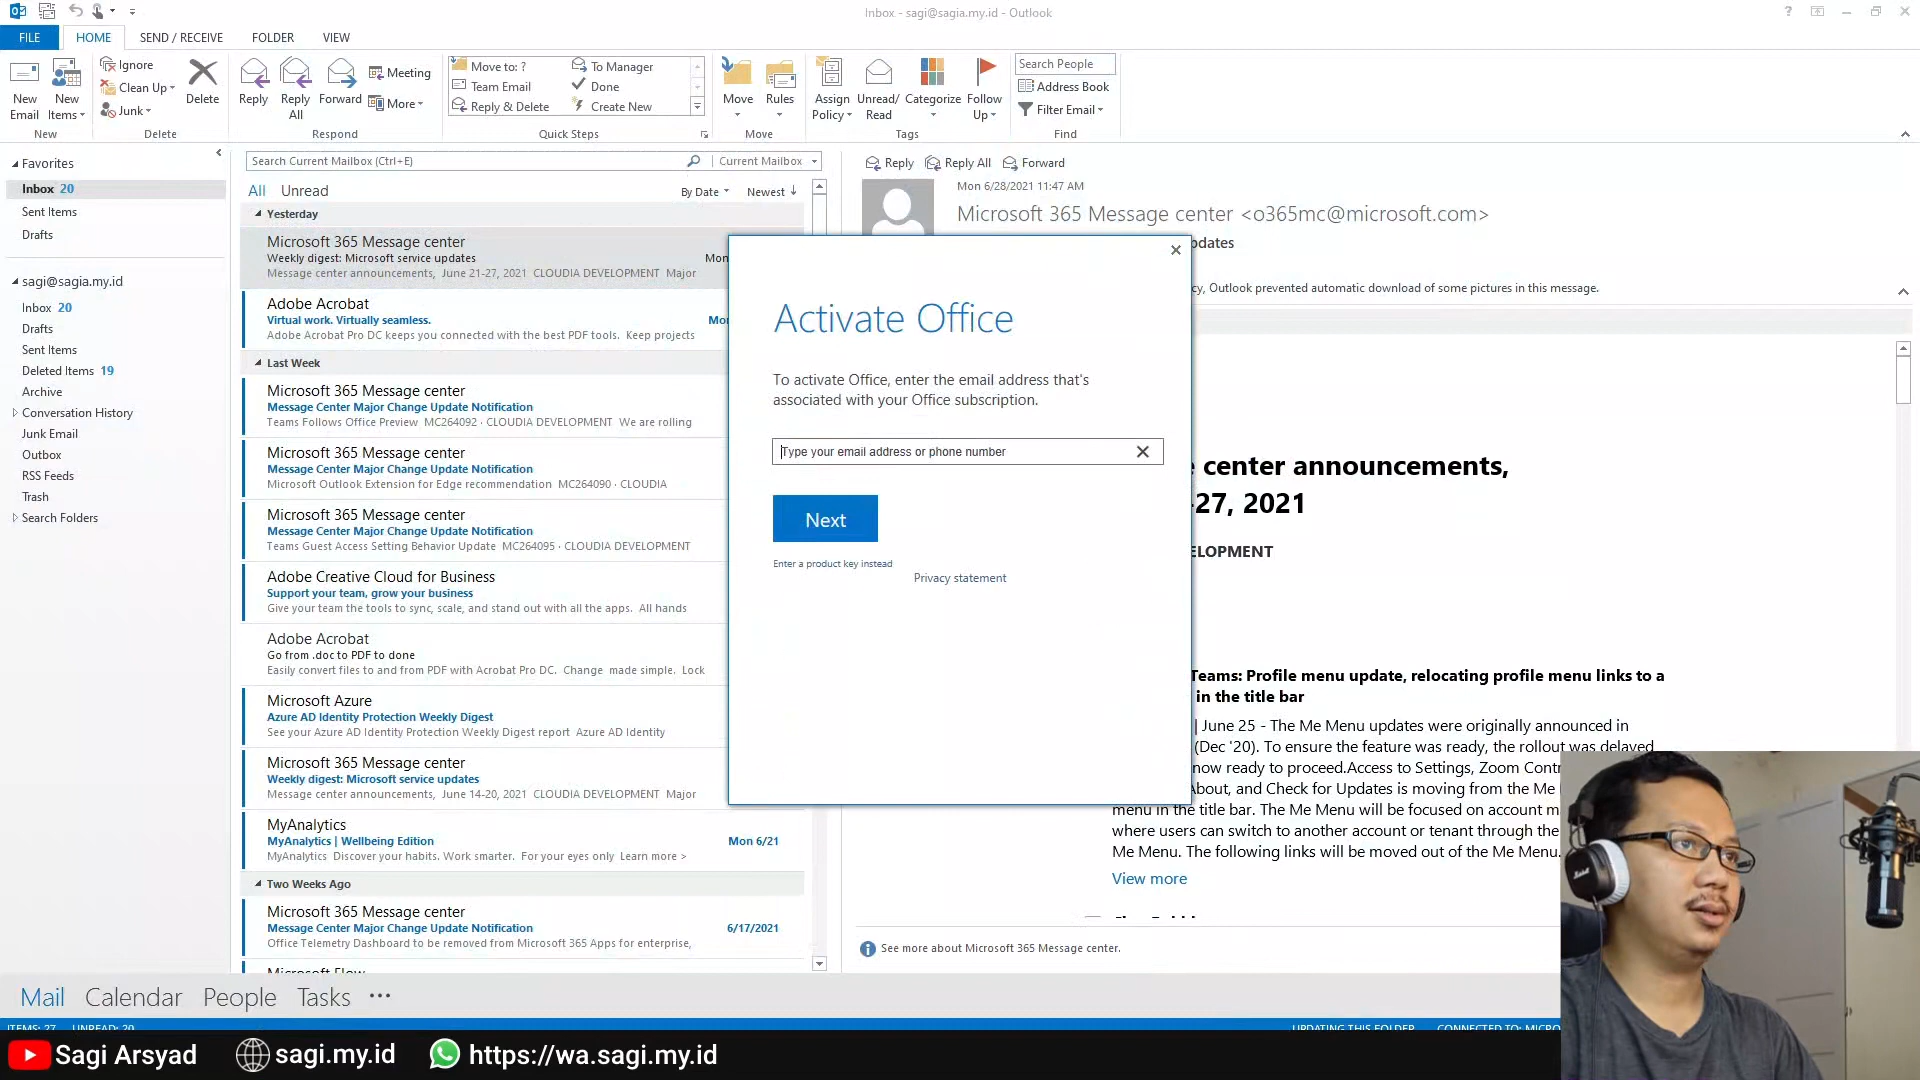 Inbox - sagi@sagia.my.id - Outlook
FILE
HOME
SEND / RECEIVE
FOLDER
VIEW
New
Email
New
Items
New
Ignore
Clean Up
Junk
Delete
Delete
Reply
Reply
All
Forward
Meeting
More
Respond
Move to: ?
Team Email
Reply & Delete
To Manager
Done
Create New
Quick Steps
Move
Rules
Move
Assign
Policy
Unread/
Read
Categorize
Follow
Up
Tags
Search People
Address Book
Filter Email
Find
Favorites
Inbox 20
Sent Items
Drafts
sagi@sagia.my.id
Inbox 20
Drafts
Sent Items
Deleted Items 19
Archive
Conversation History
Junk Email
Outbox
RSS Feeds
Trash
Search Folders
Search Current Mailbox (Ctrl+E)
Current Mailbox
All Unread
By Date
Newest
Yesterday
Microsoft 365 Message center
Weekly digest: Microsoft service updates
Mon
Message center announcements, June 21-27, 2021 CLOUDIA DEVELOPMENT Major
Adobe Acrobat
Virtual work. Virtually seamless.
Mon
Adobe Acrobat Pro DC keeps you connected with the best PDF tools. Keep projects
Last Week
Microsoft 365 Message center
Message Center Major Change Update Notification
Teams Follows Office Preview MC264092 · CLOUDIA DEVELOPMENT We are rolling
Microsoft 365 Message center
Message Center Major Change Update Notification
Microsoft Outlook Extension for Edge recommendation MC264090 · CLOUDIA
Microsoft 365 Message center
Message Center Major Change Update Notification
Teams Guest Access Setting Behavior Update MC264095 · CLOUDIA DEVELOPMENT
Adobe Creative Cloud for Business
Support your team, grow your business
Give your team the tools to sync, scale, and stand out with all the apps. All hands
Adobe Acrobat
Go from .doc to PDF to done
Easily convert files to and from PDF with Acrobat Pro DC. Change made simple. Lock
Microsoft Azure
Azure AD Identity Protection Weekly Digest
See your Azure AD Identity Protection Weekly Digest report Azure AD Identity
Microsoft 365 Message center
Weekly digest: Microsoft service updates
Message center announcements, June 14-20, 2021 CLOUDIA DEVELOPMENT Major
MyAnalytics
MyAnalytics | Wellbeing Edition
Mon 6/21
MyAnalytics Discover your habits. Work smarter. For your eyes only Learn more >
Two Weeks Ago
Microsoft 365 Message center
Message Center Major Change Update Notification
6/17/2021
Office Telemetry Dashboard to be removed from Microsoft 365 Apps for enterprise,
Microsoft Flow
Reply
Reply All
Forward
Mon 6/28/2021 11:47 AM
Microsoft 365 Message center <o365mc@microsoft.com>
pdates
cy, Outlook prevented automatic download of some pictures in this message.
center announcements,
-27, 2021
ELOPMENT
Teams: Profile menu update, relocating profile menu links to a
in the title bar
| June 25 - The Me Menu updates were originally announced in
(Dec '20). To ensure the feature was ready, the rollout was delayed
now ready to proceed.Access to Settings, Zoom Contr
About, and Check for Updates is moving from the Me
menu in the title bar. The Me Menu will be focused on account m
where users can switch to another account or tenant through the
Me Menu. The following links will be moved out of the Me Menu.
View more
See more about Microsoft 365 Message center.
Activate Office
To activate Office, enter the email address that's
associated with your Office subscription.
Type your email address or phone number
Next
Enter a product key instead
Privacy statement
Mail Calendar People Tasks
ITEMS: 27 UNREAD: 20
UPDATING THIS FOLDER. CONNECTED TO: MICRO
Sagi Arsyad
sagi.my.id
https://wa.sagi.my.id
Marshall